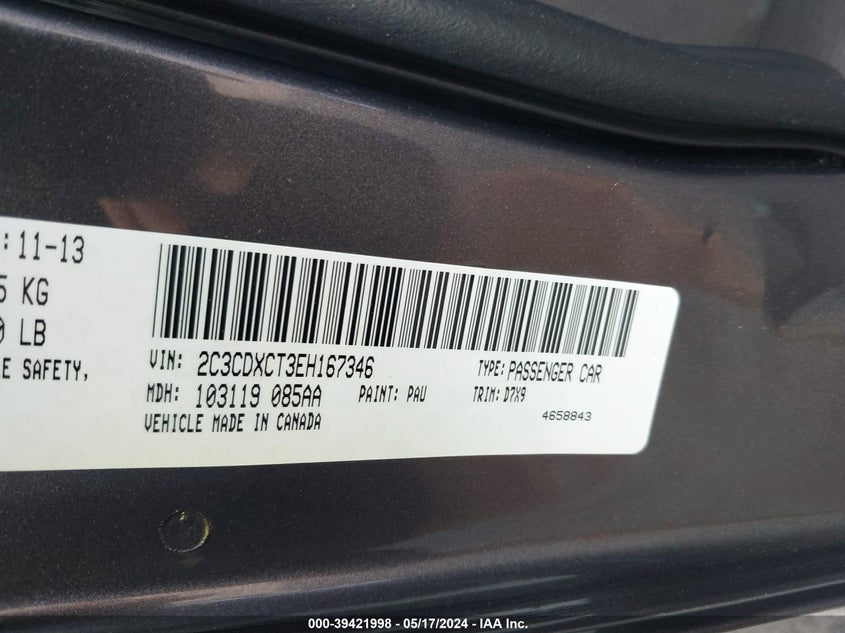 : 11-13
5 KG
0 LB
E SAFETY,
VIN: 2C3CDXCT3EH167346 TYPE: PASSENGER CAR
MDH: 103119 085AA PAINT: PAU TRIM: D7X9
VEHICLE MADE IN CANADA 4658843
000-39421998 - 05/17/2024 - IAA Inc.